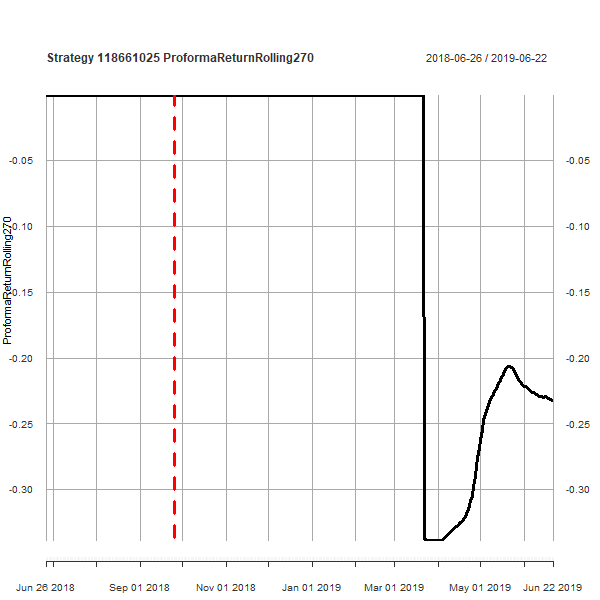 Strategy 118661025 ProformaReturnRolling270
2018-06-26 / 2019-06-22
-0.05 -0.05
-0.10 -0.10
-0.15 -0.15
-0.20 -0.20
-0.25 -0.25
-0.30 -0.30
ProformaReturnRolling270
Jun 26 2018 Sep 01 2018 Nov 01 2018 Jan 01 2019 Mar 01 2019 May 01 2019 Jun 22 2019